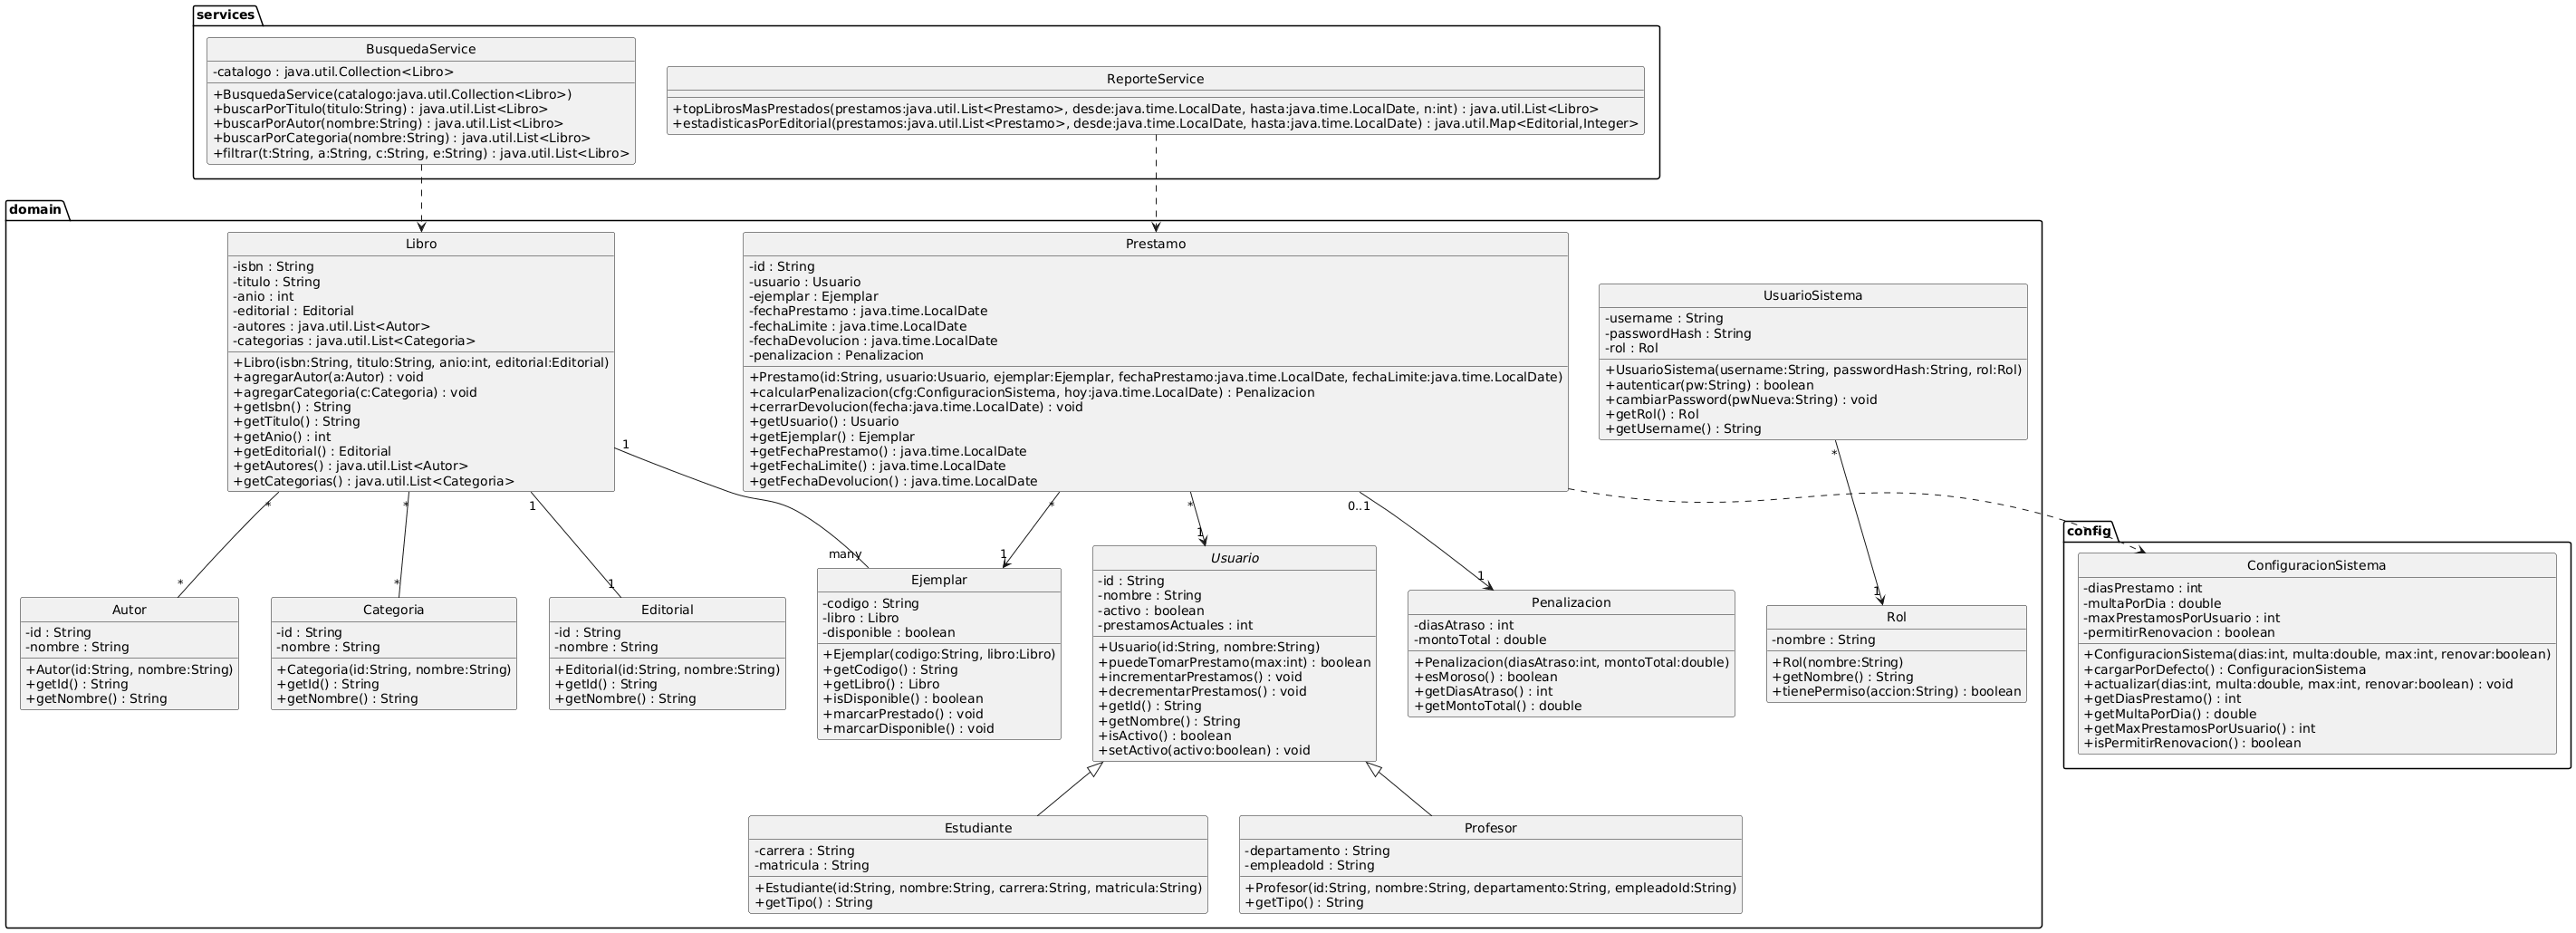 services
BusquedaService
-catalogo : java.util.Collection<Libro>
+BusquedaService(catalogo:java.util.Collection<Libro>)
+buscarPorTitulo(titulo:String) : java.util.List<Libro>
+buscarPorAutor(nombre:String) : java.util.List<Libro>
+buscarPorCategoria(nombre:String) : java.util.List<Libro>
+filtrar(t:String, a:String, c:String, e:String) : java.util.List<Libro>
ReporteService
+topLibrosMasPrestados(prestamos:java.util.List<Prestamo>, desde:java.time.LocalDate, hasta:java.time.LocalDate, n:int) : java.util.List<Libro>
+estadisticasPorEditorial(prestamos:java.util.List<Prestamo>, desde:java.time.LocalDate, hasta:java.time.LocalDate) : java.util.Map<Editorial,Integer>
domain
Libro
-isbn : String
-titulo : String
-anio : int
-editorial : Editorial
-autores : java.util.List<Autor>
-categorias : java.util.List<Categoria>
+Libro(isbn:String, titulo:String, anio:int, editorial:Editorial)
+agregarAutor(a:Autor) : void
+agregarCategoria(c:Categoria) : void
+getIsbn() : String
+getTitulo() : String
+getAnio() : int
+getEditorial() : Editorial
+getAutores() : java.util.List<Autor>
+getCategorias() : java.util.List<Categoria>
Prestamo
-id : String
-usuario : Usuario
-ejemplar : Ejemplar
-fechaPrestamo : java.time.LocalDate
-fechaLimite : java.time.LocalDate
-fechaDevolucion : java.time.LocalDate
-penalizacion : Penalizacion
+Prestamo(id:String, usuario:Usuario, ejemplar:Ejemplar, fechaPrestamo:java.time.LocalDate, fechaLimite:java.time.LocalDate)
+calcularPenalizacion(cfg:ConfiguracionSistema, hoy:java.time.LocalDate) : Penalizacion
+cerrarDevolucion(fecha:java.time.LocalDate) : void
+getUsuario() : Usuario
+getEjemplar() : Ejemplar
+getFechaPrestamo() : java.time.LocalDate
+getFechaLimite() : java.time.LocalDate
+getFechaDevolucion() : java.time.LocalDate
UsuarioSistema
-username : String
-passwordHash : String
-rol : Rol
+UsuarioSistema(username:String, passwordHash:String, rol:Rol)
+autenticar(pw:String) : boolean
+cambiarPassword(pwNueva:String) : void
+getRol() : Rol
+getUsername() : String
1
*
*
*
1
*
*
0..1
many
*
*
1
1
1
1
1
Autor
-id : String
-nombre : String
+Autor(id:String, nombre:String)
+getId() : String
+getNombre() : String
Categoria
-id : String
-nombre : String
+Categoria(id:String, nombre:String)
+getId() : String
+getNombre() : String
Editorial
-id : String
-nombre : String
+Editorial(id:String, nombre:String)
+getId() : String
+getNombre() : String
Ejemplar
-codigo : String
-libro : Libro
-disponible : boolean
+Ejemplar(codigo:String, libro:Libro)
+getCodigo() : String
+getLibro() : Libro
+isDisponible() : boolean
+marcarPrestado() : void
+marcarDisponible() : void
Usuario
-id : String
-nombre : String
-activo : boolean
-prestamosActuales : int
+Usuario(id:String, nombre:String)
+puedeTomarPrestamo(max:int) : boolean
+incrementarPrestamos() : void
+decrementarPrestamos() : void
+getId() : String
+getNombre() : String
+isActivo() : boolean
+setActivo(activo:boolean) : void
Penalizacion
-diasAtraso : int
-montoTotal : double
+Penalizacion(diasAtraso:int, montoTotal:double)
+esMoroso() : boolean
+getDiasAtraso() : int
+getMontoTotal() : double
Rol
-nombre : String
+Rol(nombre:String)
+getNombre() : String
+tienePermiso(accion:String) : boolean
config
ConfiguracionSistema
-diasPrestamo : int
-multaPorDia : double
-maxPrestamosPorUsuario : int
-permitirRenovacion : boolean
+ConfiguracionSistema(dias:int, multa:double, max:int, renovar:boolean)
+cargarPorDefecto() : ConfiguracionSistema
+actualizar(dias:int, multa:double, max:int, renovar:boolean) : void
+getDiasPrestamo() : int
+getMultaPorDia() : double
+getMaxPrestamosPorUsuario() : int
+isPermitirRenovacion() : boolean
Estudiante
-carrera : String
-matricula : String
+Estudiante(id:String, nombre:String, carrera:String, matricula:String)
+getTipo() : String
Profesor
-departamento : String
-empleadoId : String
+Profesor(id:String, nombre:String, departamento:String, empleadoId:String)
+getTipo() : String